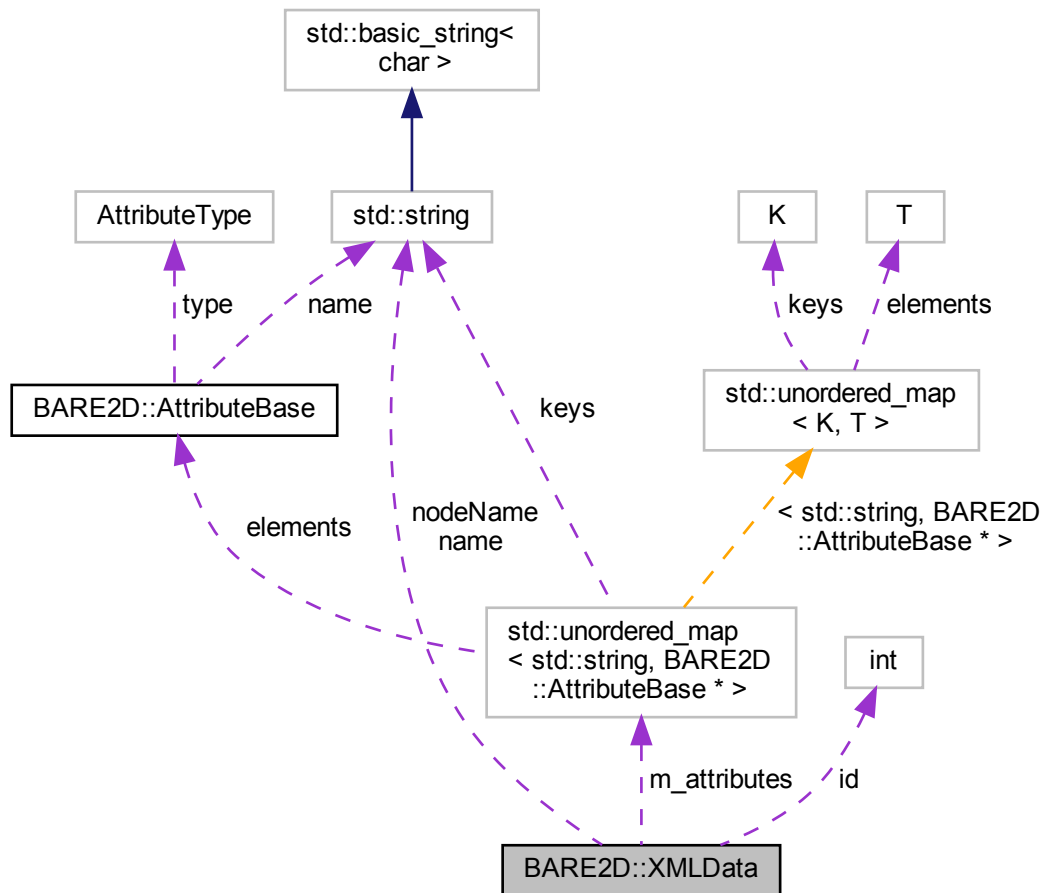 std::basic_string<
char >
AttributeType
std::string
K
T
type
name
keys
elements
BARE2D::AttributeBase
keys
std::unordered_map
< K, T >
elements
nodeName
name
< std::string, BARE2D
::AttributeBase * >
std::unordered_map
< std::string, BARE2D
::AttributeBase * >
int
m_attributes
id
BARE2D::XMLData